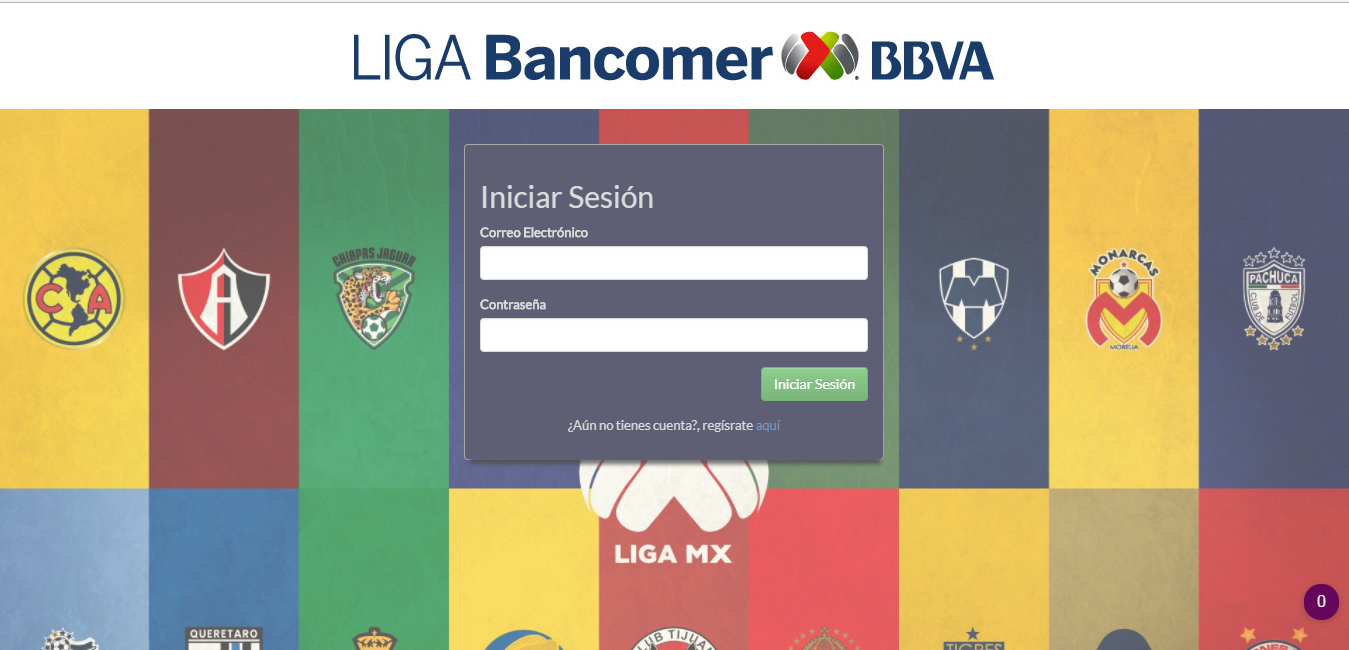 LIGA Bancomer BBVA
Iniciar Sesión
Correo Electrónico
Contraseña
Iniciar Sesión
¿Aún no tienes cuenta?, regísrate aquí
CA
A
CHIAPAS JAGUAR
M
MONARCAS
MORELIA
PACHUCA
CLUB DE FUTBOL
LIGA MX
0
QUERETARO
CLUB TIJUA
TIGRES